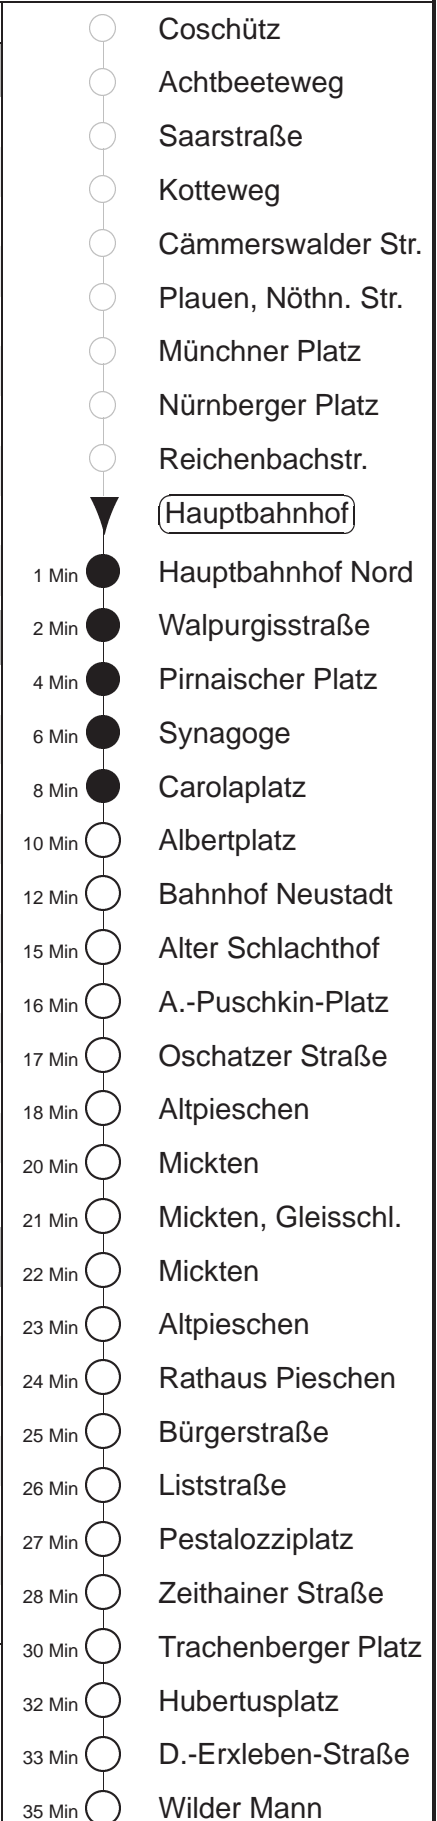 Coschütz
Achtbeeteweg
Saarstraße
Kotteweg
Cämmerswalder Str.
Plauen, Nöthn. Str.
Münchner Platz
Nürnberger Platz
Reichenbachstr.
Hauptbahnhof
1 Min Hauptbahnhof Nord
2 Min Walpurgisstraße
4 Min Pirnaischer Platz
6 Min Synagoge
8 Min Carolaplatz
10 Min Albertplatz
12 Min Bahnhof Neustadt
15 Min Alter Schlachthof
16 Min A.-Puschkin-Platz
17 Min Oschatzer Straße
18 Min Altpieschen
20 Min Mickten
21 Min Mickten, Gleisschl.
22 Min Mickten
23 Min Altpieschen
24 Min Rathaus Pieschen
25 Min Bürgerstraße
26 Min Liststraße
27 Min Pestalozziplatz
28 Min Zeithainer Straße
30 Min Trachenberger Platz
32 Min Hubertusplatz
33 Min D.-Erxleben-Straße
35 Min Wilder Mann